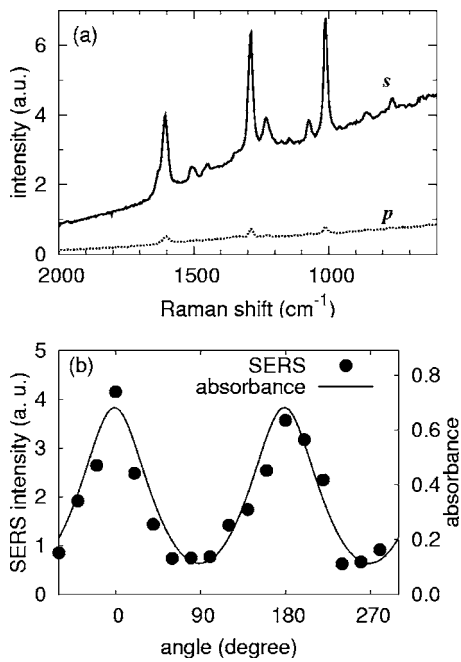 (a)
6
4
2
0
intensity (a.u.)
s
p
2000 1500 1000
Raman shift (cm⁻¹)
(b)
SERS
absorbance
5
4
3
2
1
0
SERS intensity (a. u.)
0.8
0.6
0.4
0.2
0.0
absorbance
0 90 180 270
angle (degree)